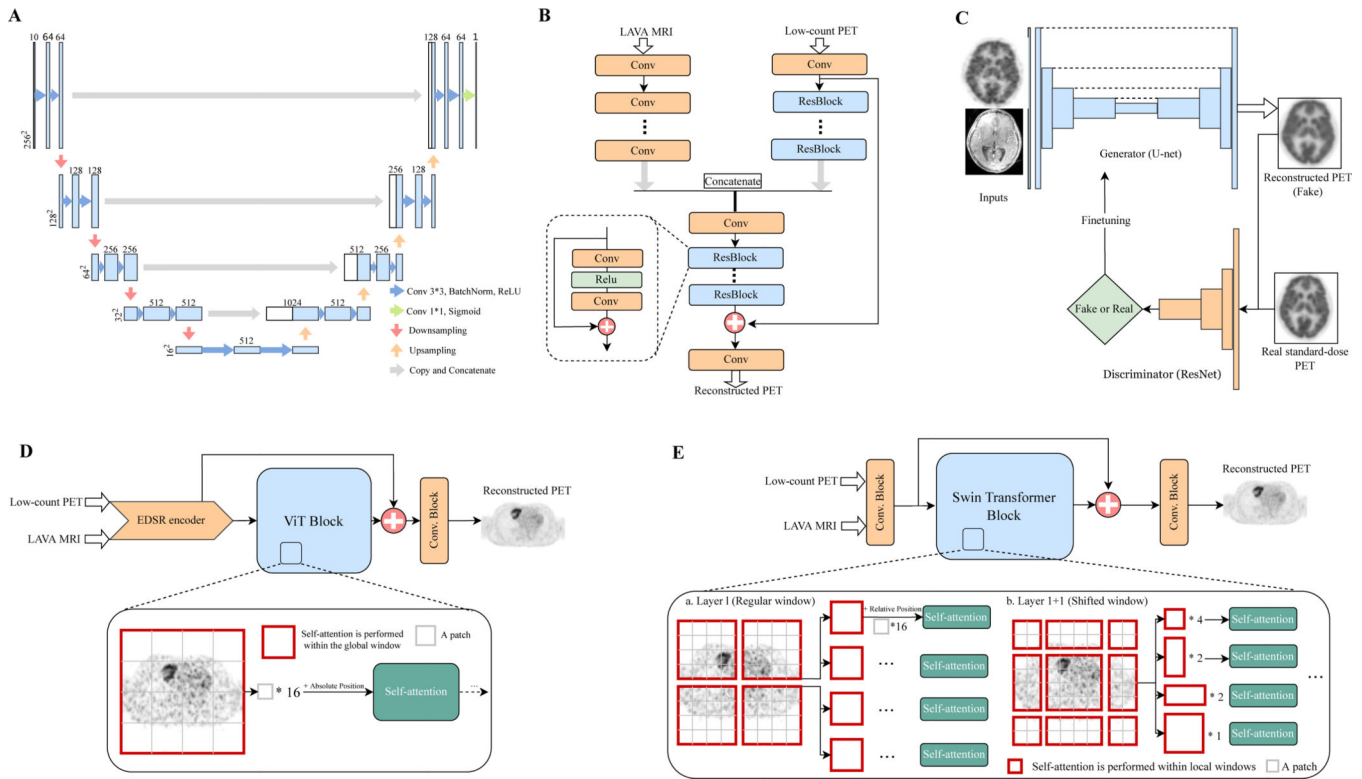 A
10 64 64
128 64 64 1
256²
128 128
256 128
128²
256 256
512 256
64²
512 512
1024 512
32²
512
16²
Conv 3*3, BatchNorm, ReLU
Conv 1*1, Sigmoid
Downsampling
Upsampling
Copy and Concatenate
B
LAVA MRI
Low-count PET
Conv
Conv
Conv
ResBlock
Conv
ResBlock
Concatenate
Conv
ResBlock
ResBlock
Conv
Relu
Conv
Conv
Reconstructed PET
C
Inputs
Generator (U-net)
Reconstructed PET
(Fake)
Finetuning
Fake or Real
Discriminator (ResNet)
Real standard-dose
PET
D
Low-count PET
LAVA MRI
EDSR encoder
ViT Block
Conv. Block
Reconstructed PET
Self-attention is performed
within the global window
A patch
* 16
+ Absolute Position
Self-attention
...
E
Low-count PET
LAVA MRI
Conv. Block
Swin Transformer
Block
Conv. Block
Reconstructed PET
a. Layer l (Regular window)
+ Relative Position
*16
Self-attention
... Self-attention
... Self-attention
... Self-attention
b. Layer l+1 (Shifted window)
* 4 Self-attention
* 2 Self-attention
* 2 Self-attention
* 1 Self-attention
...
Self-attention is performed within local windows
A patch